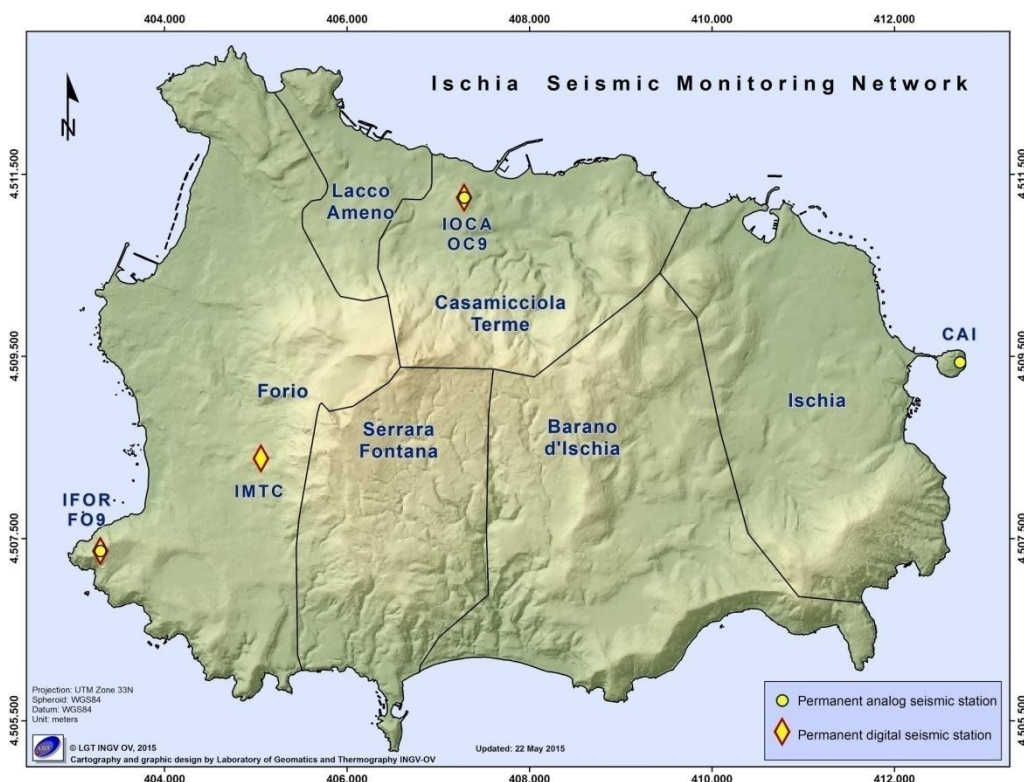 404.000 406.000 408.000 410.000 412.000
Ischia Seismic Monitoring Network
N
4.511.500 4.511.500
Lacco
Ameno
IOCA
OC9
Casamicciola
Terme
CAI
4.509.500 4.509.500
Forio
Ischia
Serrara
Fontana
Barano
d'Ischia
IMTC
IFOR
FO9
4.507.500 4.507.500
Projection: UTM Zone 33N
Spheroid: WGS84
Datum: WGS84
Unit: meters
4.505.500 4.505.500
Permanent analog seismic station
Permanent digital seismic station
LGT
© LGT INGV OV, 2015
Updated: 22 May 2015
Cartography and graphic design by Laboratory of Geomatics and Thermography INGV-OV
404.000 406.000 408.000 410.000 412.000